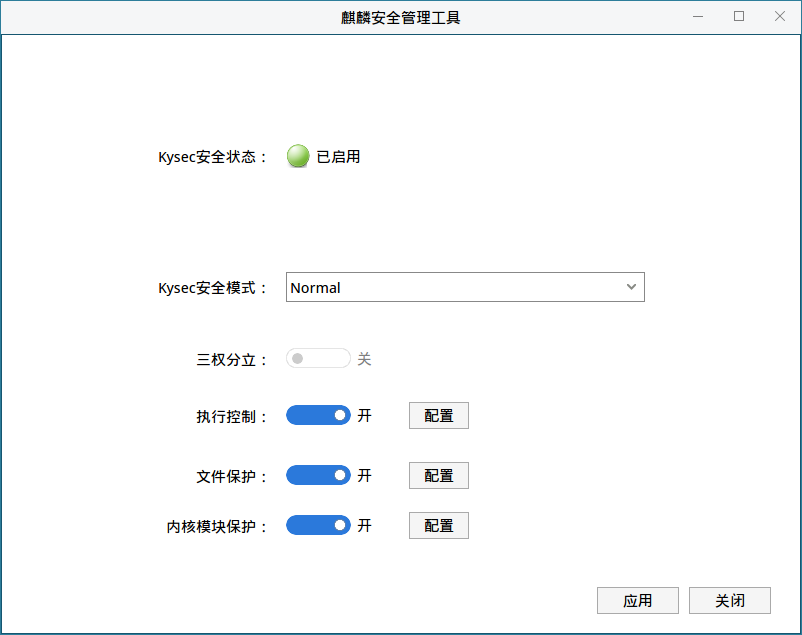 麒麟安全管理工具
Kysec安全状态： 已启用
Kysec安全模式： Normal
三权分立： 关
执行控制： 开 配置
文件保护： 开 配置
内核模块保护： 开 配置
应用 关闭